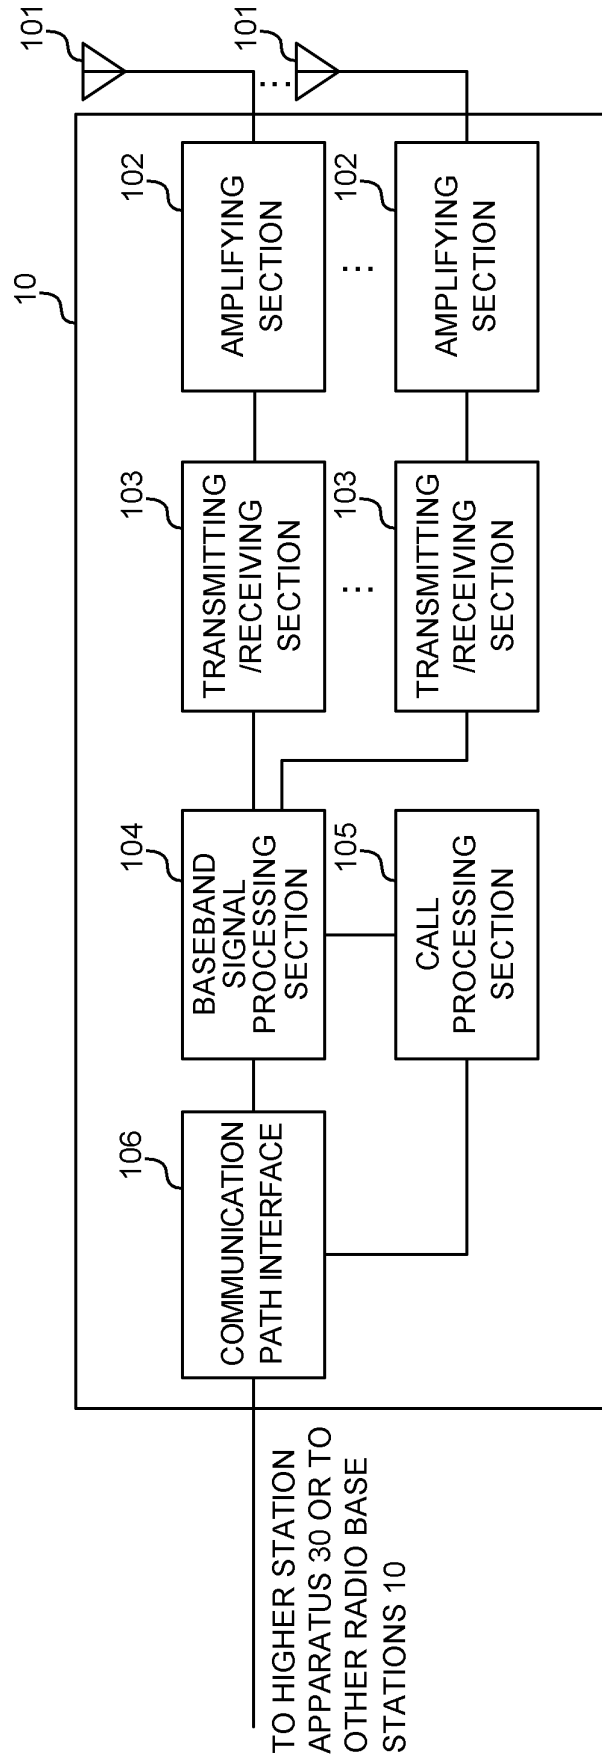 10
101
101
102
AMPLIFYING
SECTION
102
AMPLIFYING
SECTION
...
...
...
103
TRANSMITTING
/RECEIVING
SECTION
103
TRANSMITTING
/RECEIVING
SECTION
104
BASEBAND
SIGNAL
PROCESSING
SECTION
105
CALL
PROCESSING
SECTION
106
COMMUNICATION
PATH INTERFACE
TO HIGHER STATION
APPARATUS 30 OR TO
OTHER RADIO BASE
STATIONS 10